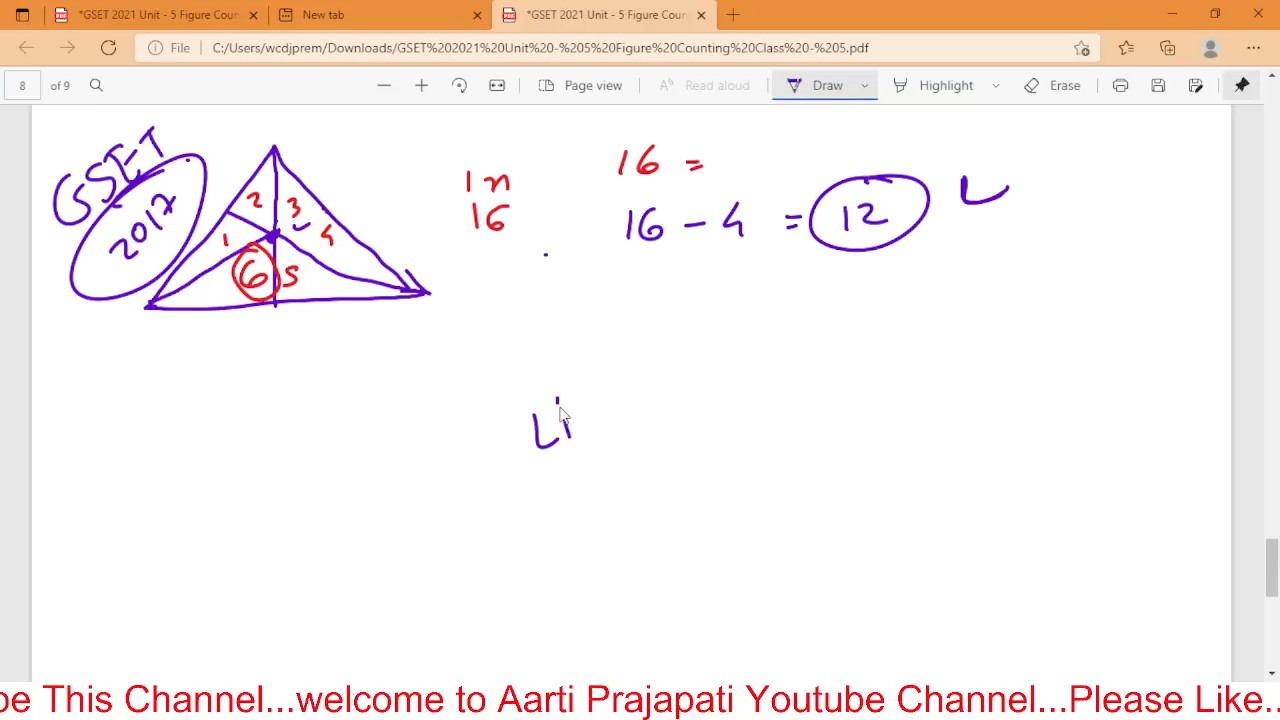 *GSET 2021 Unit - 5 Figure Coun
New tab
*GSET 2021 Unit - 5 Figure Coun
File
C:/Users/wcdjprem/Downloads/GSET%202021%20Unit%20-%205%20Figure%20Counting%20Class%20-%205.pdf
8 of 9
Page view
Read aloud
Draw
Highlight
Erase
GSET
2017
1 2 3 4 5 6
1n
16
16 =
16 - 4 = 12
Li
be This Channel...welcome to Aarti Prajapati Youtube Channel...Please Like..